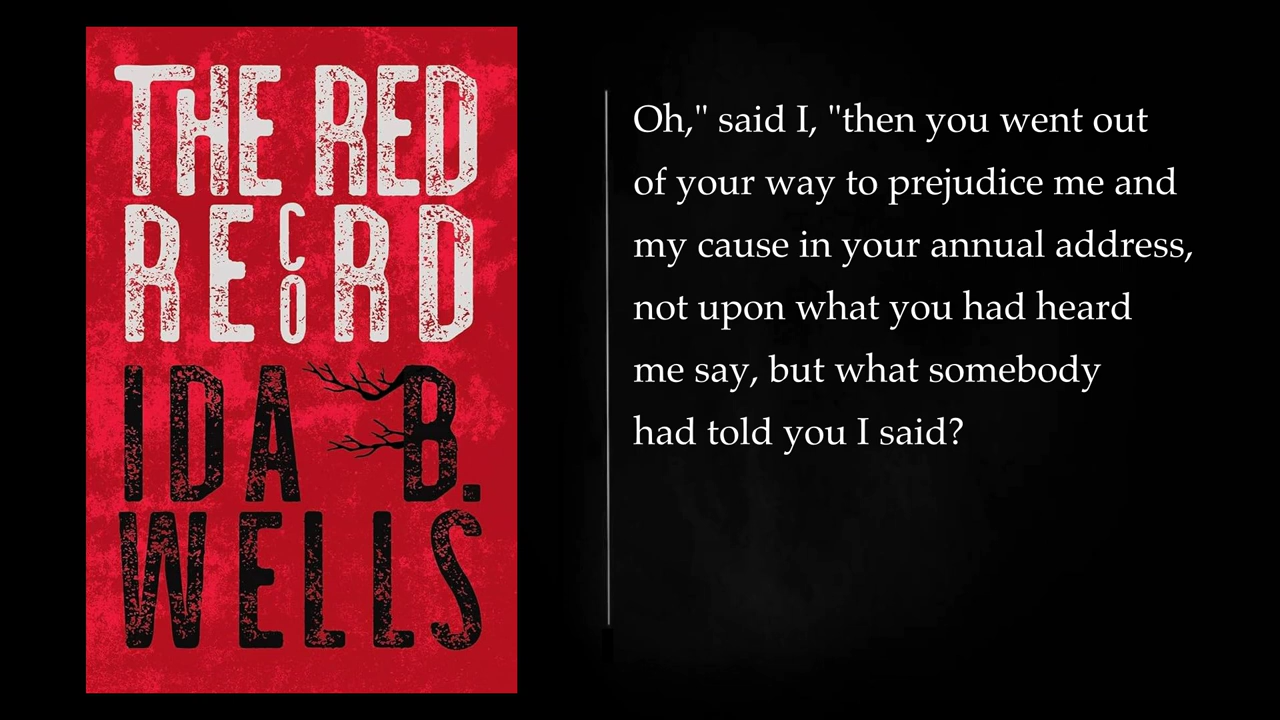 THE RED
RECORD
IDA B.
WELLS
Oh," said I, "then you went out
of your way to prejudice me and
my cause in your annual address,
not upon what you had heard
me say, but what somebody
had told you I said?